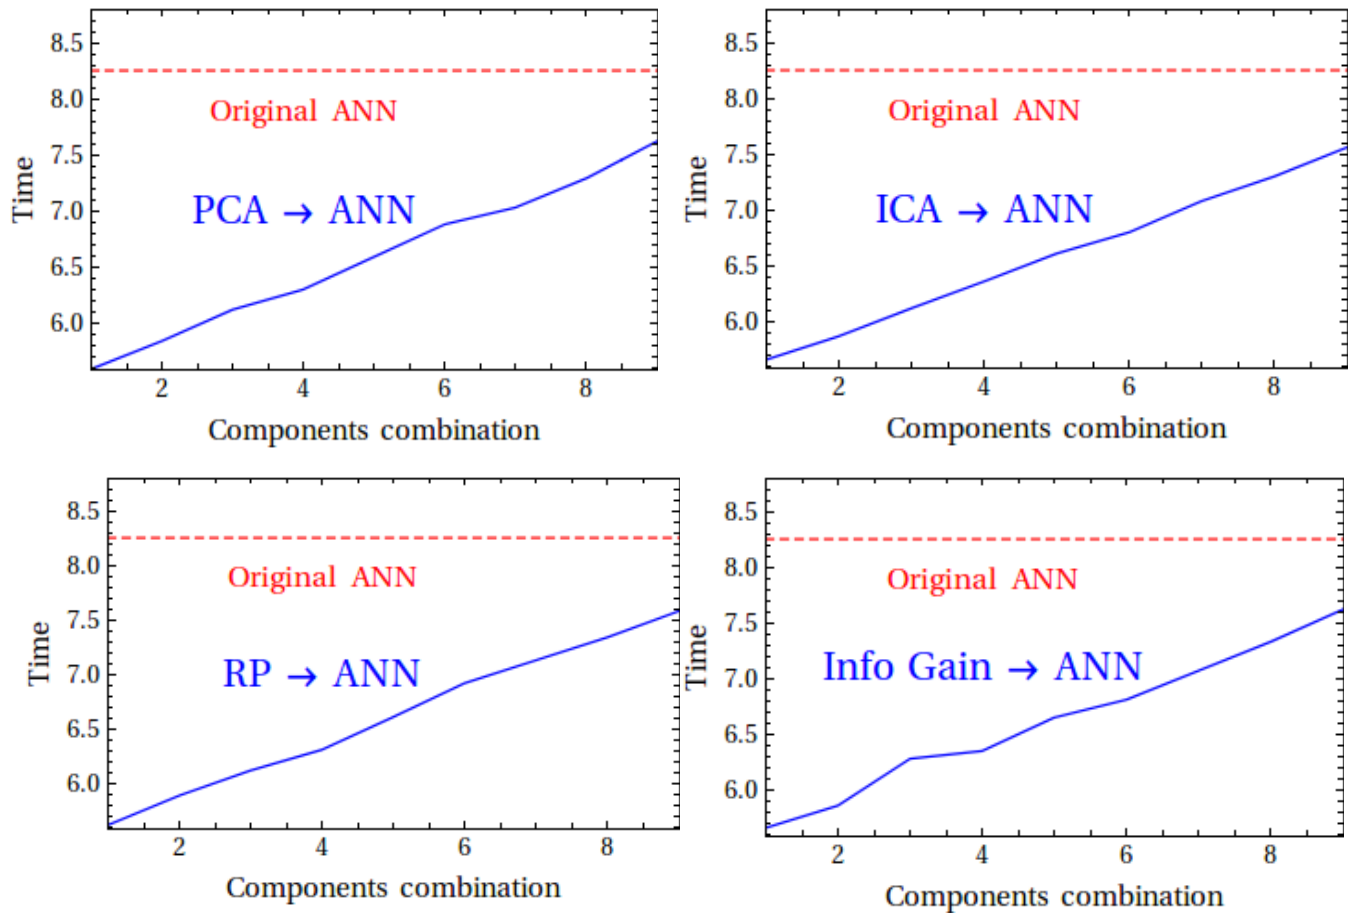 8.5
8.0
7.5
7.0
6.5
6.0
Time
Original ANN
PCA → ANN
2 4 6 8
Components combination
8.5
8.0
7.5
7.0
6.5
6.0
Time
Original ANN
ICA → ANN
2 4 6 8
Components combination
8.5
8.0
7.5
7.0
6.5
6.0
Time
Original ANN
RP → ANN
2 4 6 8
Components combination
8.5
8.0
7.5
7.0
6.5
6.0
Time
Original ANN
Info Gain → ANN
2 4 6 8
Components combination